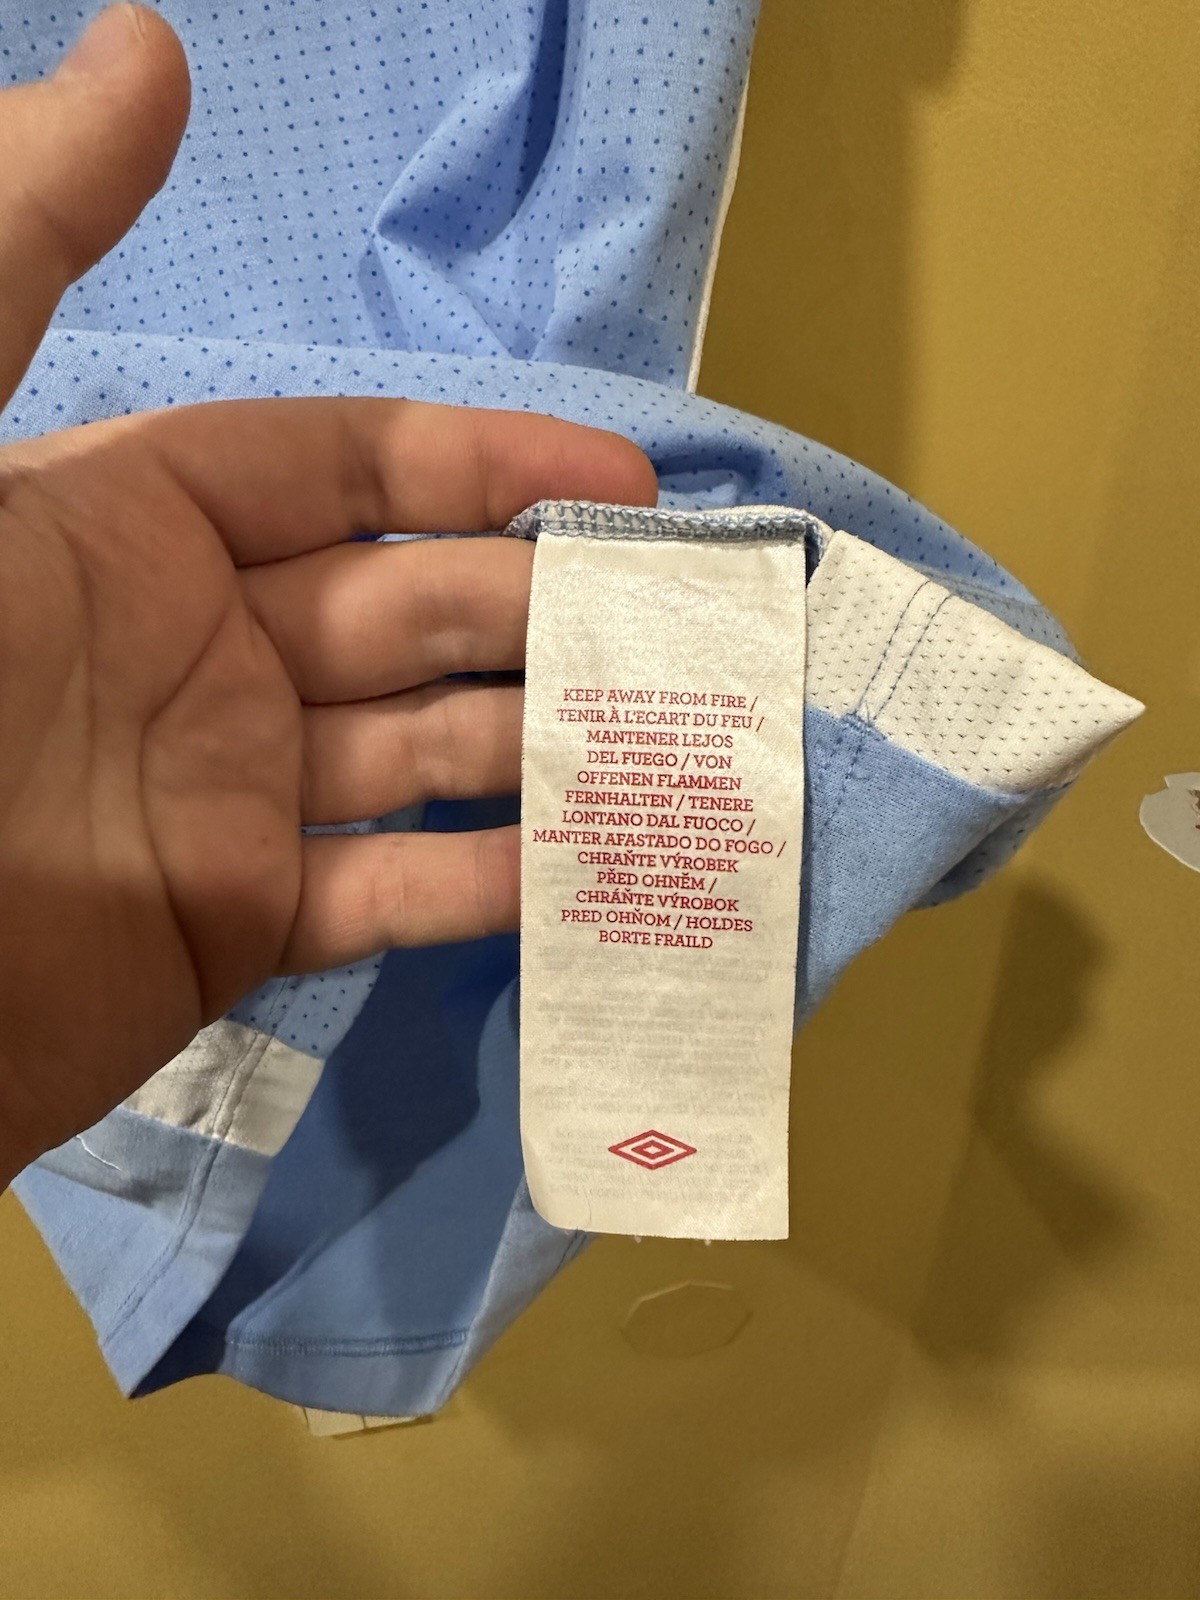 KEEP AWAY FROM FIRE /
TENIR À L'ECART DU FEU /
MANTENER LEJOS
DEL FUEGO / VON
OFFENEN FLAMMEN
FERNHALTEN / TENERE
LONTANO DAL FUOCO /
MANTER AFASTADO DO FOGO /
CHRAŇTE VÝROBEK
PŘED OHNĚM /
CHRÁŇTE VÝROBOK
PRED OHŇOM / HOLDES
BORTE FRAILD